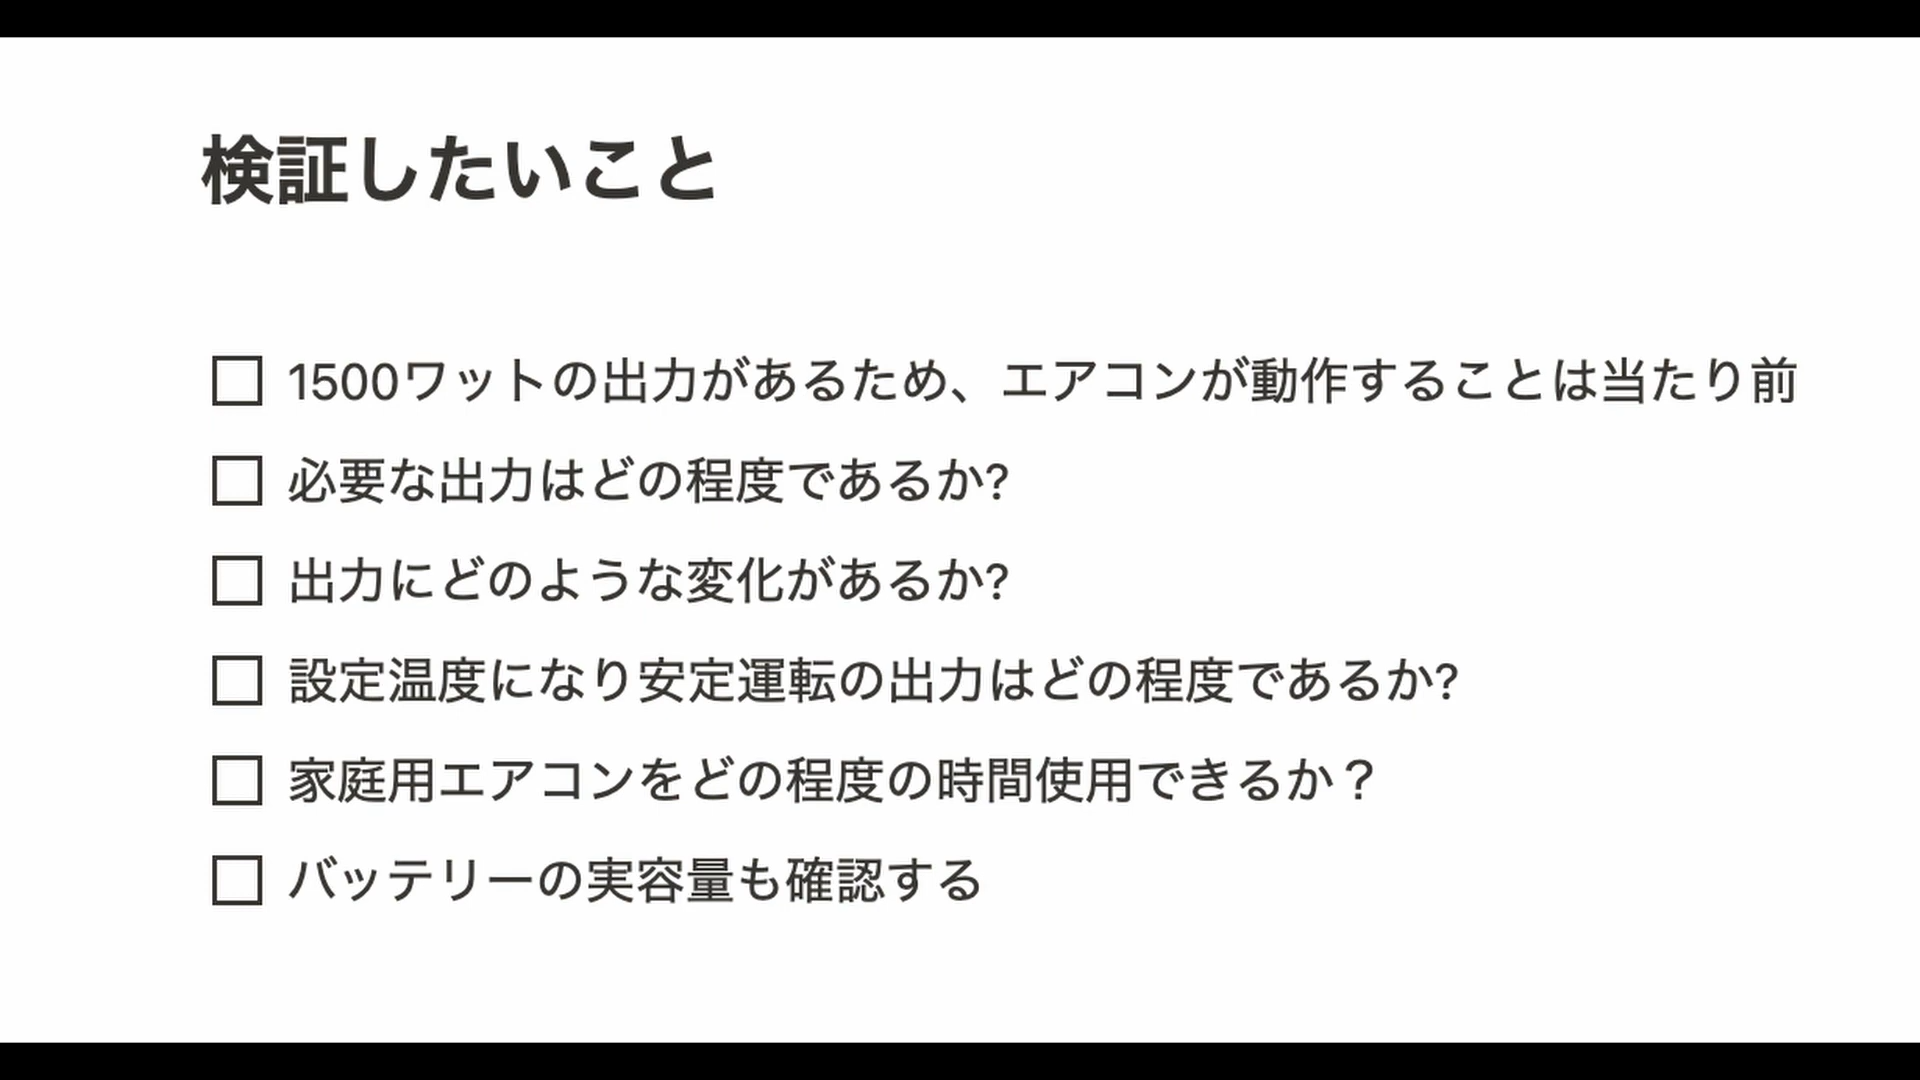 検証したいこと
1500ワットの出力があるため、エアコンが動作することは当たり前
必要な出力はどの程度であるか?
出力にどのような変化があるか?
設定温度になり安定運転の出力はどの程度であるか?
家庭用エアコンをどの程度の時間使用できるか？
バッテリーの実容量も確認する